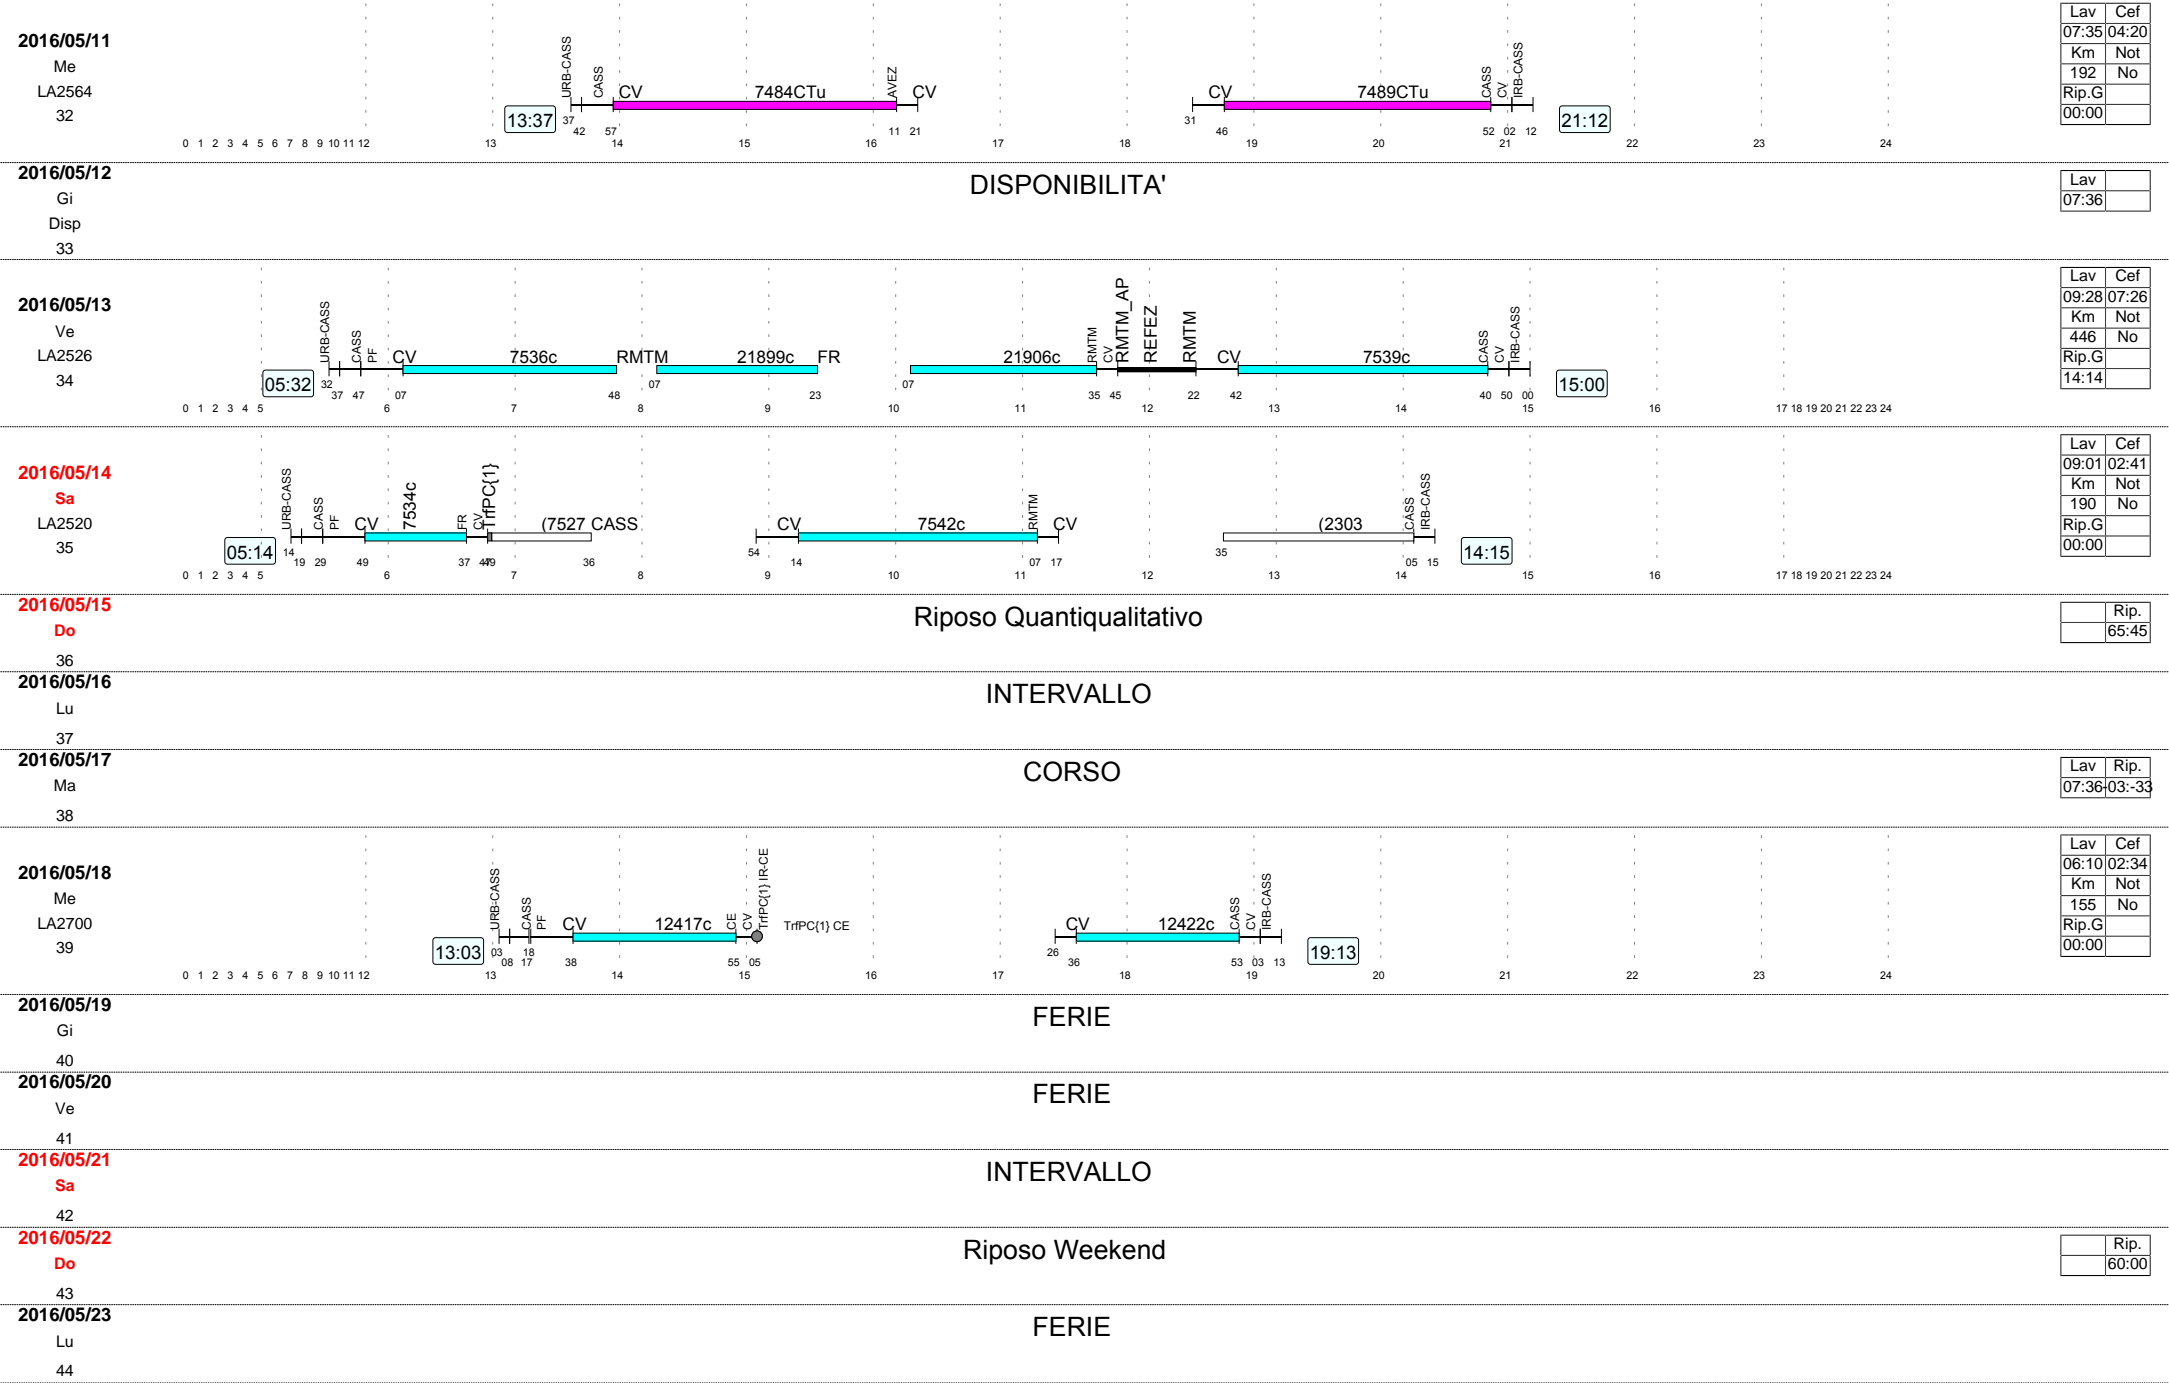 2016/05/11
Me
LA2564
32
13:37
URB-CASS CASS CV 7484CTu AVEZ CV CV 7489CTu CASS CV IRB-CASS
37 42 57 11 21 31 46 52 02 12
21:12
0 1 2 3 4 5 6 7 8 9 10 11 12 13 14 15 16 17 18 19 20 21 22 23 24
Lav Cef
07:35 04:20
Km Not
192 No
Rip.G
00:00
2016/05/12
Gi
Disp
33
DISPONIBILITA'
Lav
07:36
2016/05/13
Ve
LA2526
34
05:32
URB-CASS CASS PF CV 7536c RMTM 21899c FR 21906c RMTM CV RMTM_AP REFEZ RMTM CV 7539c CASS CV IRB-CASS
32 37 47 07 48 07 23 07 35 45 22 42 40 50 00
15:00
0 1 2 3 4 5 6 7 8 9 10 11 12 13 14 15 16 17 18 19 20 21 22 23 24
Lav Cef
09:28 07:26
Km Not
446 No
Rip.G
14:14
2016/05/14
Sa
LA2520
35
05:14
URB-CASS CASS PF CV 7534c FR CV TrfPC{1} (7527 CASS CV 7542c RMTM CV (2303 CASS IRB-CASS
14 19 29 49 37 47 49 36 54 14 07 17 35 05 15
14:15
0 1 2 3 4 5 6 7 8 9 10 11 12 13 14 15 16 17 18 19 20 21 22 23 24
Lav Cef
09:01 02:41
Km Not
190 No
Rip.G
00:00
2016/05/15
Do
36
Riposo Quantiqualitativo
Rip.
65:45
2016/05/16
Lu
37
INTERVALLO
2016/05/17
Ma
38
CORSO
Lav Rip.
07:36 -03:-33
2016/05/18
Me
LA2700
39
13:03
URB-CASS CASS PF CV 12417c CE CV TrfPC{1} IR-CE TrfPC{1} CE CV 12422c CASS CV IRB-CASS
03 08 17 18 38 55 05 26 36 53 03 13
19:13
0 1 2 3 4 5 6 7 8 9 10 11 12 13 14 15 16 17 18 19 20 21 22 23 24
Lav Cef
06:10 02:34
Km Not
155 No
Rip.G
00:00
2016/05/19
Gi
40
FERIE
2016/05/20
Ve
41
FERIE
2016/05/21
Sa
42
INTERVALLO
2016/05/22
Do
43
Riposo Weekend
Rip.
60:00
2016/05/23
Lu
44
FERIE